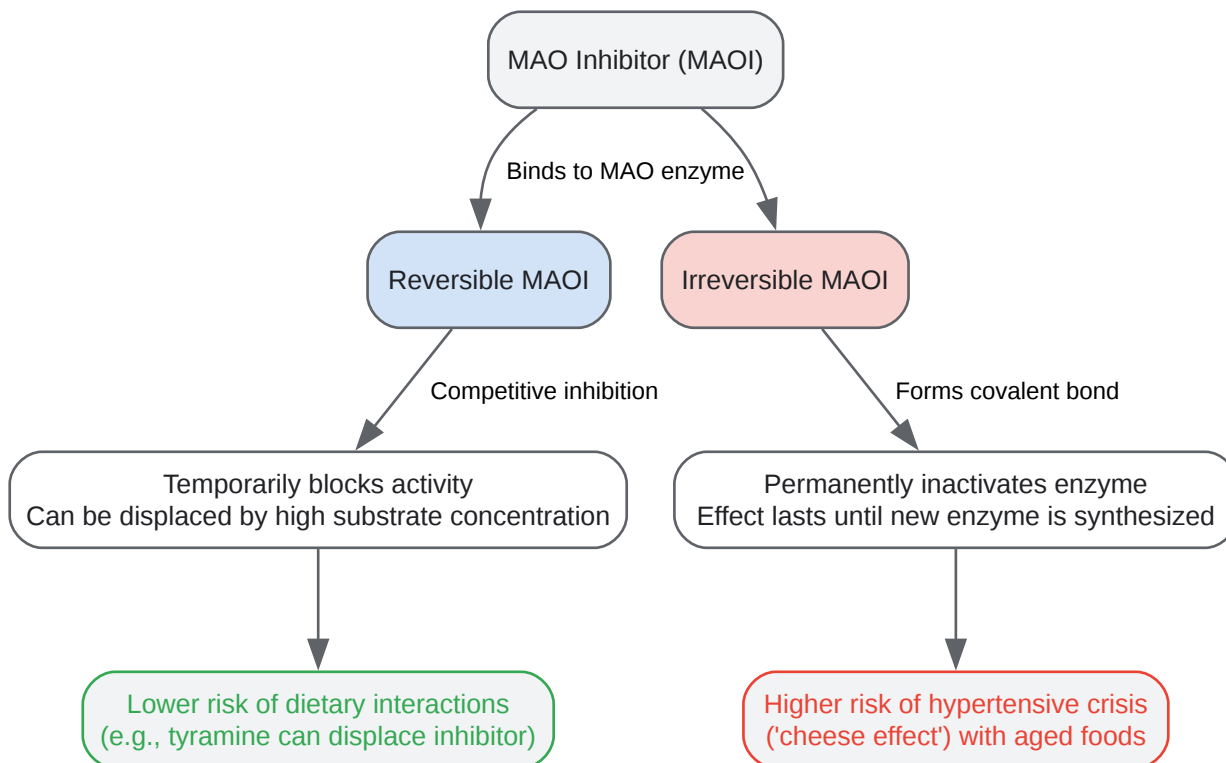 MAO Inhibitor (MAOI)
Binds to MAO enzyme
Reversible MAOI
Irreversible MAOI
Competitive inhibition
Forms covalent bond
Temporarily blocks activity
Can be displaced by high substrate concentration
Permanently inactivates enzyme
Effect lasts until new enzyme is synthesized
Lower risk of dietary interactions
(e.g., tyramine can displace inhibitor)
Higher risk of hypertensive crisis
('cheese effect') with aged foods